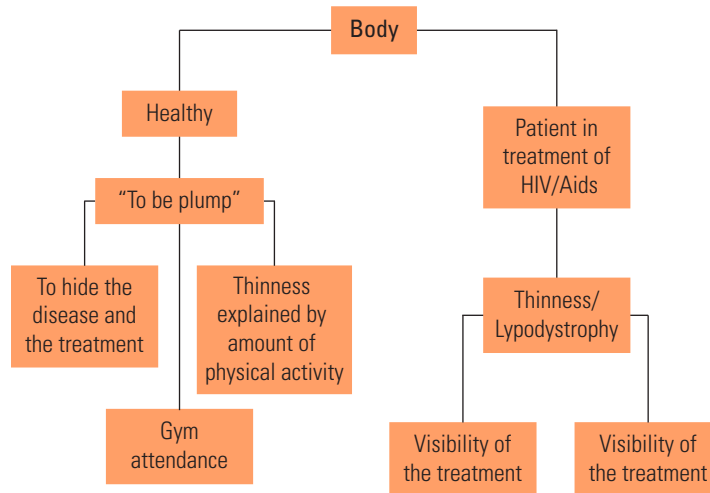 Body
Healthy
Patient in
treatment of
HIV/Aids
“To be plump”
To hide the
disease and
the treatment
Thinness
explained by
amount of
physical activity
Thinness/
Lypodystrophy
Gym
attendance
Visibility of
the treatment
Visibility of
the treatment